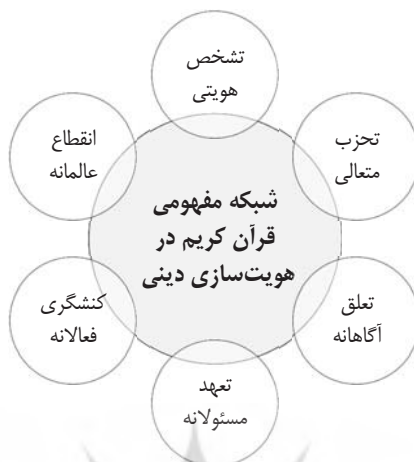 تشخص
هویتی
تحزب
متعالی
تعلق
آگاهانه
تعهد
مسئولانه
کنشگری
فعالانه
انقطاع
عالمانه
شبکه مفهومی
قرآن کریم در
هویت‌سازی دینی